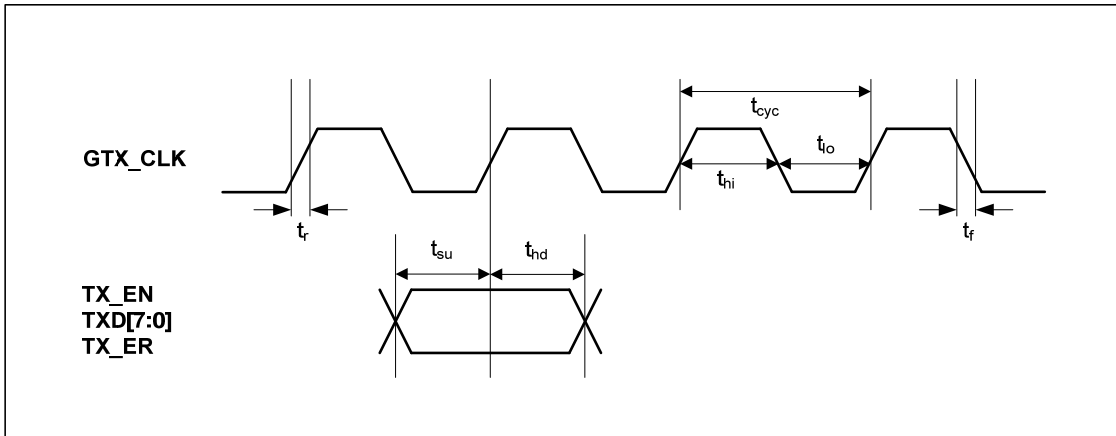 t_cyc
GTX_CLK
t_hi
t_lo
t_r
t_f
t_su
t_hd
TX_EN
TXD[7:0]
TX_ER